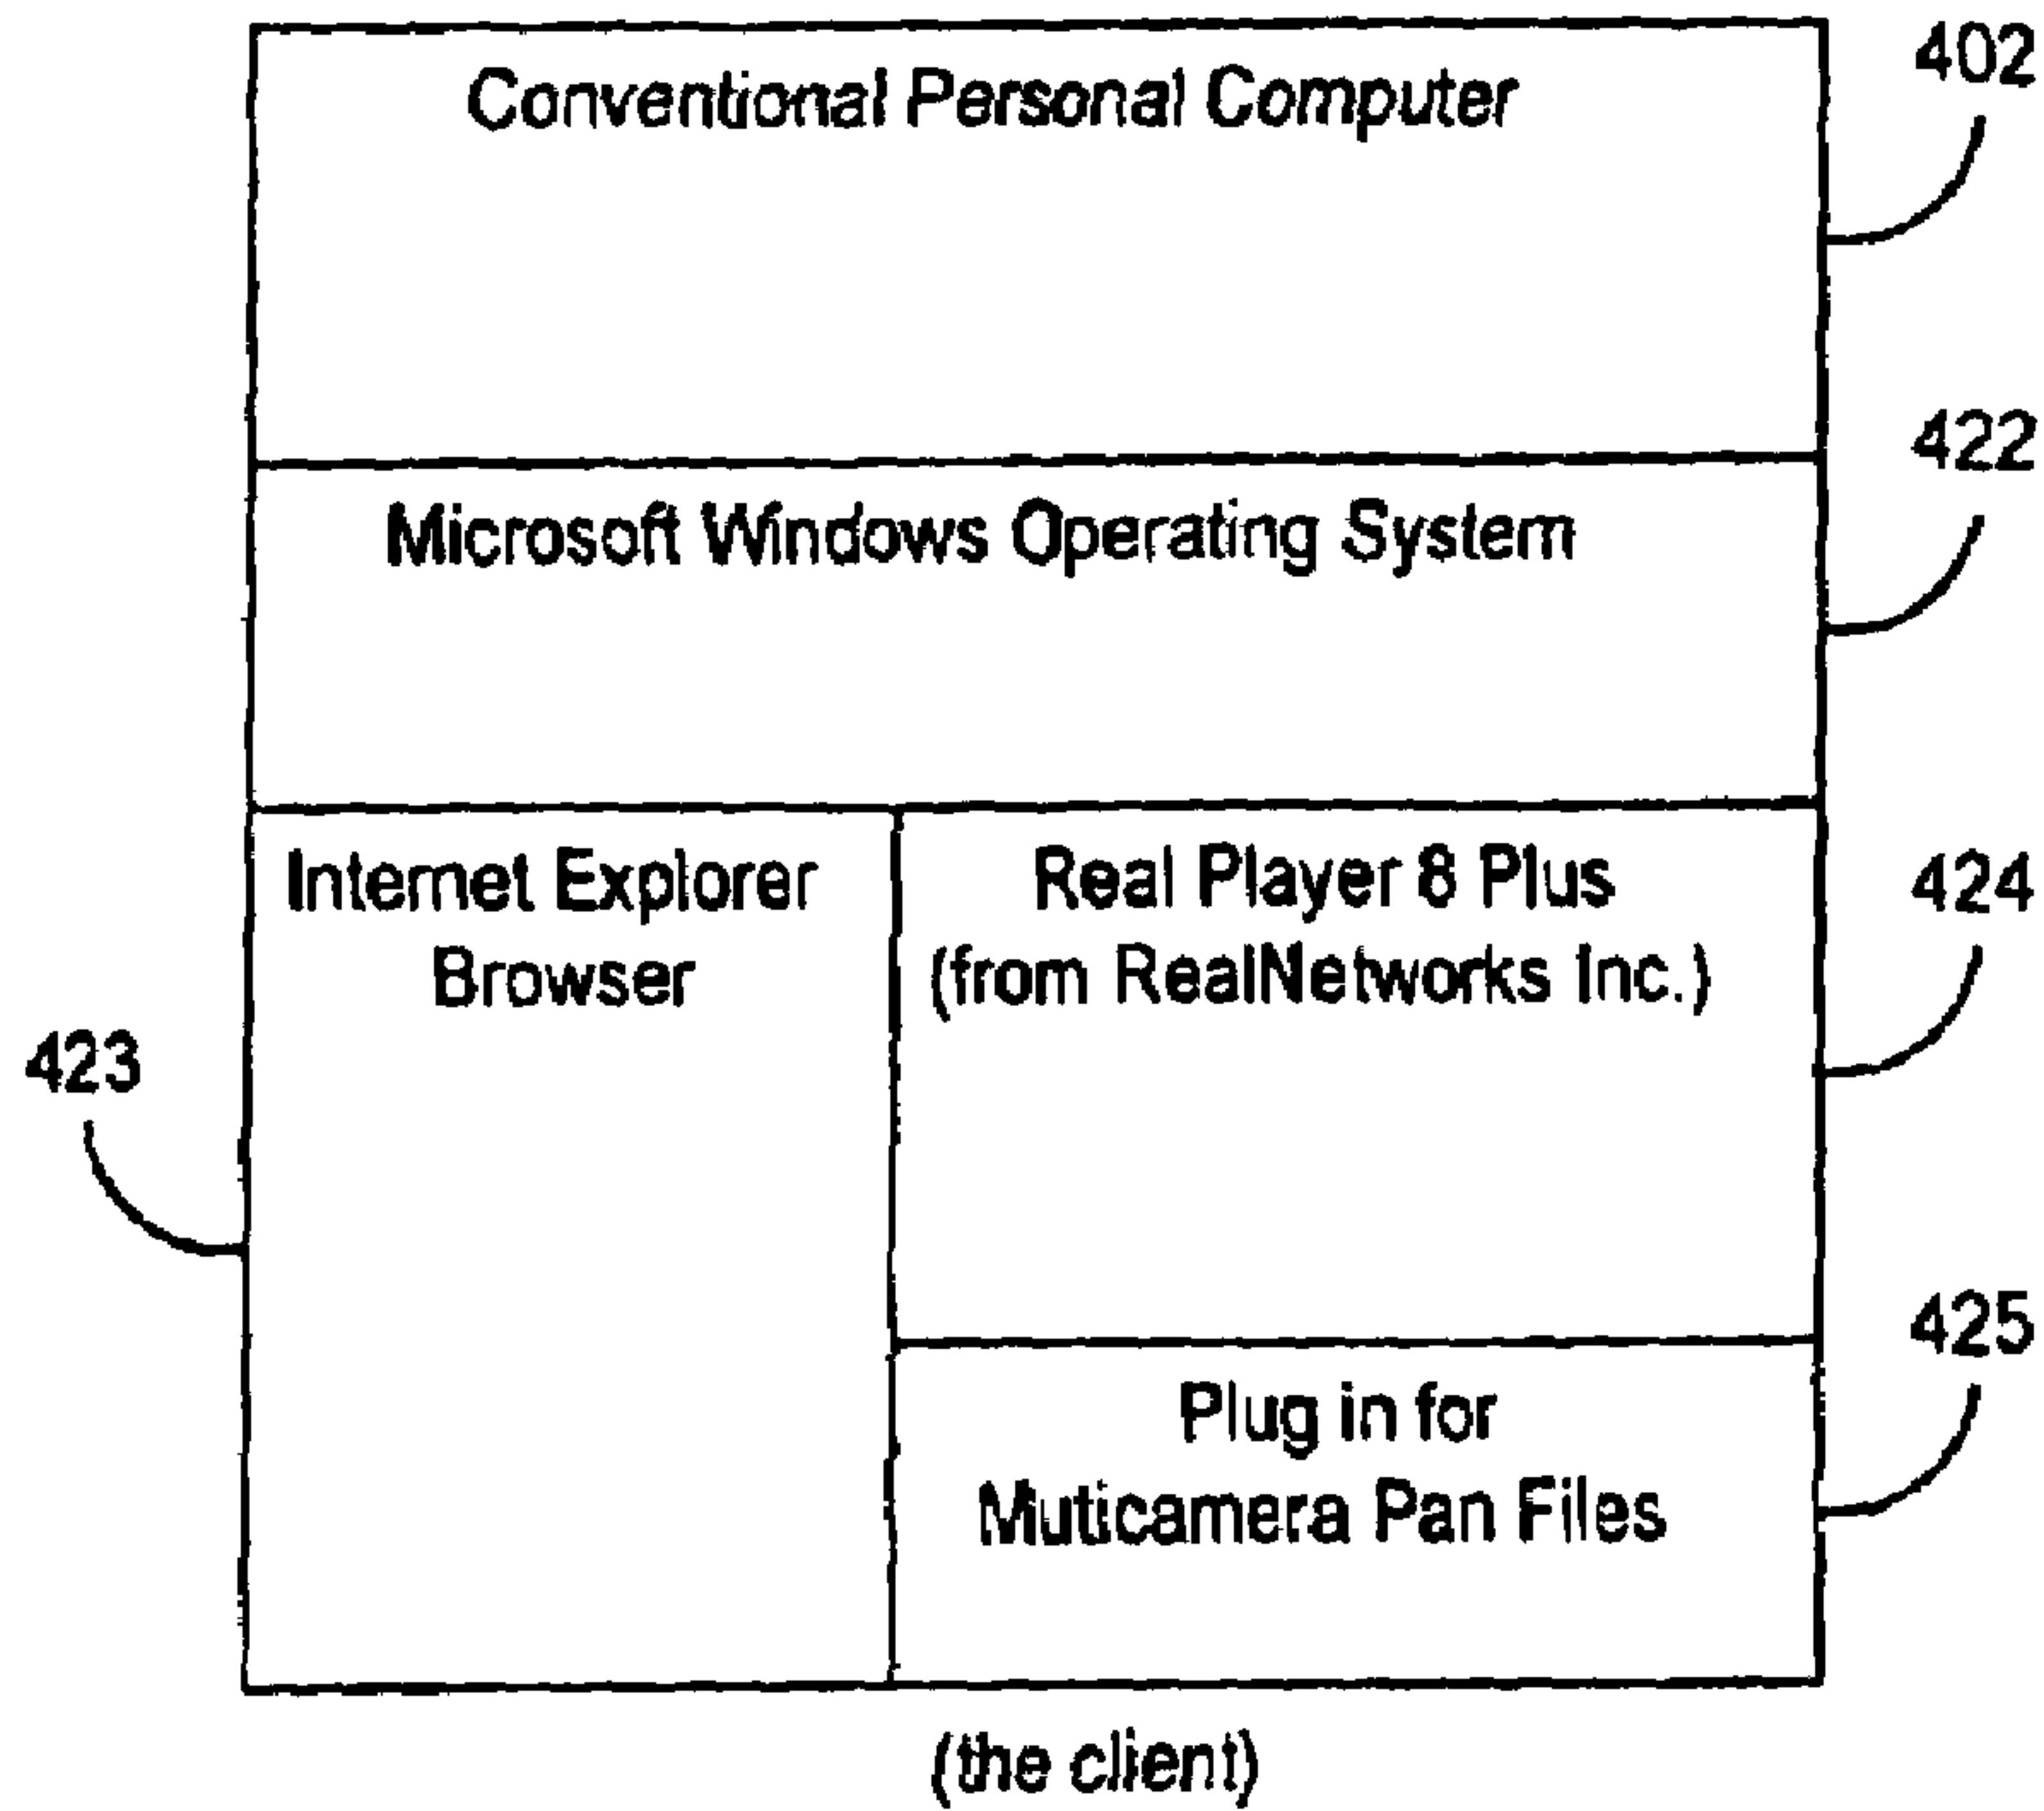 Conventional Personal Computer
402
Microsoft Windows Operating System
422
Internet Explorer
Browser
423
Real Player 8 Plus
(from RealNetworks Inc.)
424
Plug in for
Muticamera Pan Files
425
(the client)